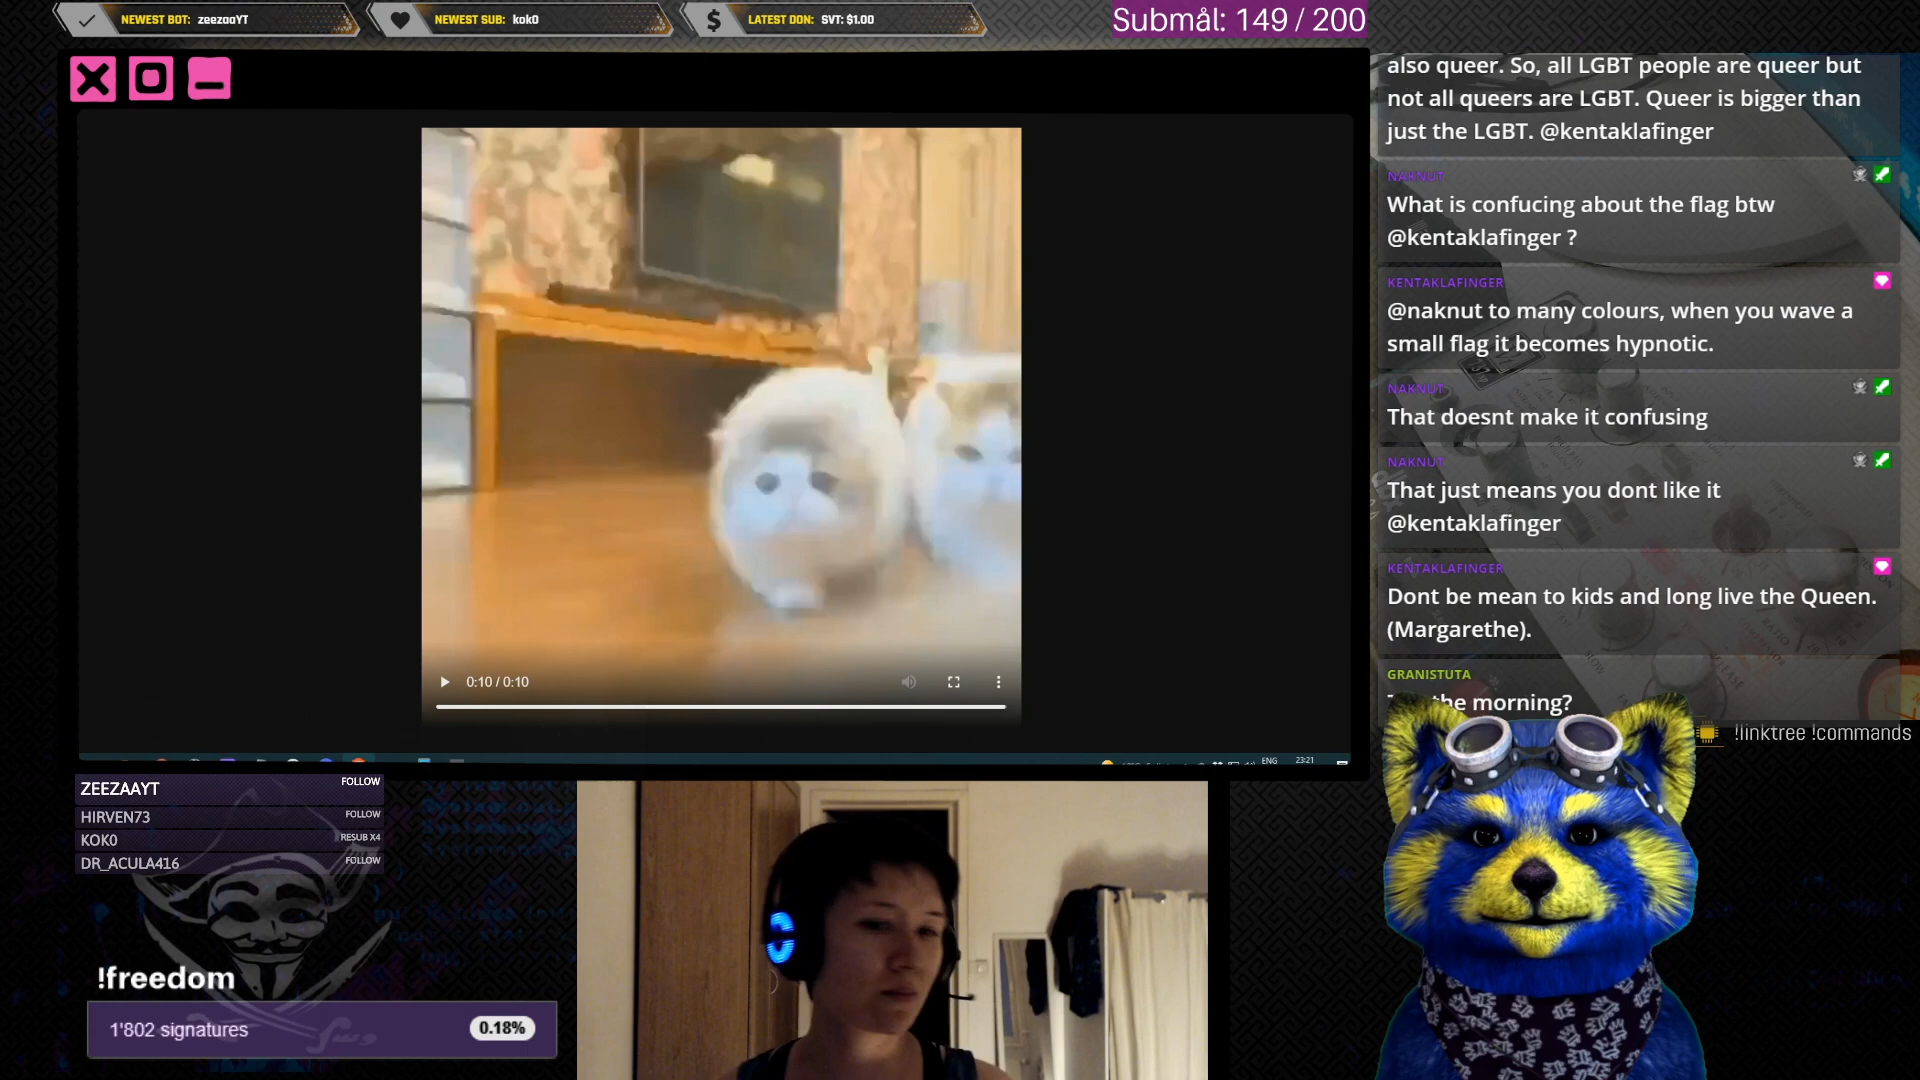 NEWEST BOT: zeezaaYT
NEWEST SUB: kok0
LATEST DON: SVT: $1.00
Submål: 149 / 200
also queer. So, all LGBT people are queer but
not all queers are LGBT. Queer is bigger than
just the LGBT. @kentaklafinger
NAKNUT
What is confucing about the flag btw
@kentaklafinger ?
KENTAKLAFINGER
@naknut to many colours, when you wave a
small flag it becomes hypnotic.
NAKNUT
That doesnt make it confusing
NAKNUT
That just means you dont like it
@kentaklafinger
KENTAKLAFINGER
Dont be mean to kids and long live the Queen.
(Margarethe).
GRANISTUTA
the morning?
!linktree !commands
0:10 / 0:10
ENG
23:21
ZEEZAAYT FOLLOW
HIRVEN73 FOLLOW
KOK0 RESUB X4
DR_ACULA416 FOLLOW
!freedom
1'802 signatures 0.18%